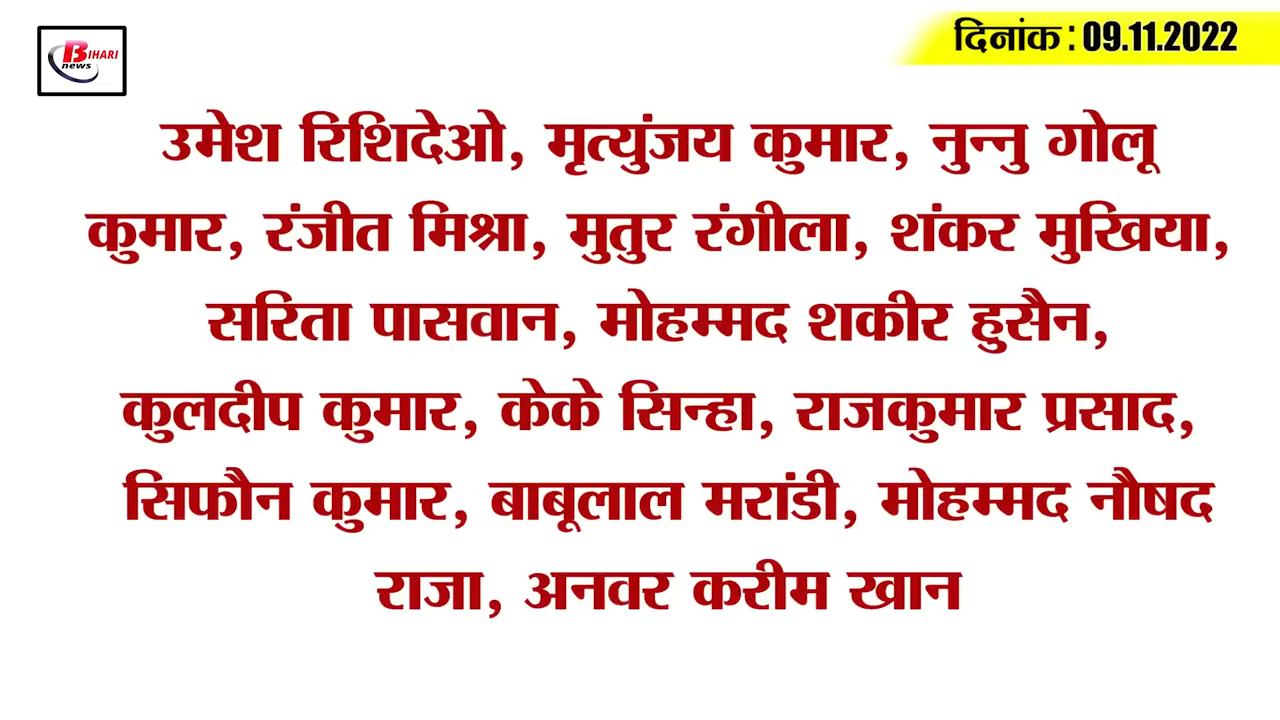 BIHARI
news
दिनांक : 09.11.2022
उमेश रिशिदेओ, मृत्युंजय कुमार, नुन्नु गोलू
कुमार, रंजीत मिश्रा, मुतुर रंगीला, शंकर मुखिया,
सरिता पासवान, मोहम्मद शकीर हुसैन,
कुलदीप कुमार, केके सिन्हा, राजकुमार प्रसाद,
सिफौन कुमार, बाबूलाल मरांडी, मोहम्मद नौषद
राजा, अनवर करीम खान